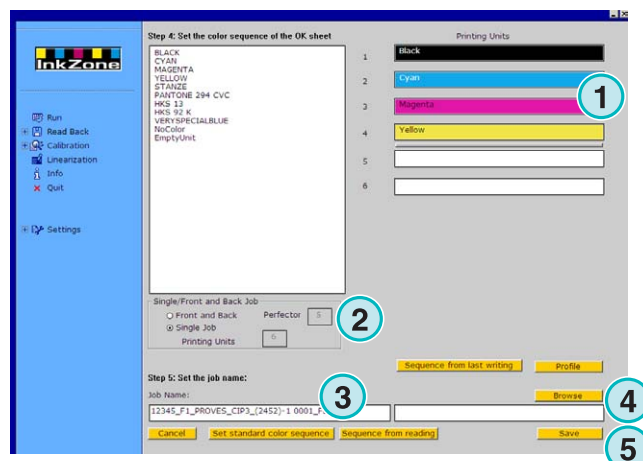 InkZone
Run
Read Back
Calibration
Linearization
Info
Quit
Settings
Step 4: Set the color sequence of the OK sheet
BLACK
CYAN
MAGENTA
YELLOW
STANZE
PANTONE 294 CVC
HKS 13
HKS 92 K
VERYSPECIALBLUE
NoColor
EmptyUnit
Printing Units
1 Black
2 Cyan
1
3 Magenta
4 Yellow
5
6
Single/Front and Back Job
Front and Back Perfector 5
Single Job
Printing Units 6
2
Sequence from last writing Profile
Step 5: Set the job name:
Job Name:
3
Browse
4
12345_F1_PROVES_CIP3_(2452)-1 0001_F
Cancel Set standard color sequence Sequence from reading Save
5